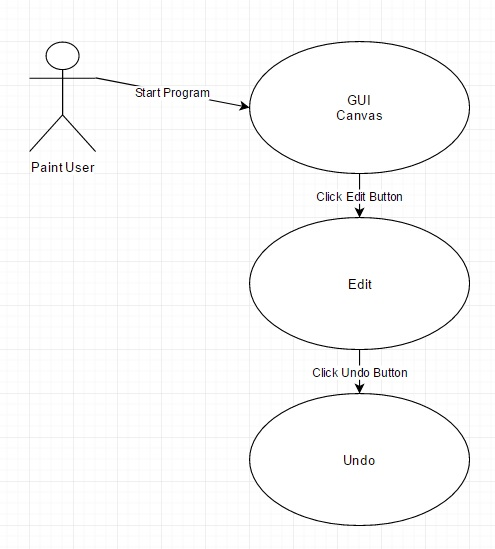 Start Program
GUI
Canvas
Paint User
Click Edit Button
Edit
Click Undo Button
Undo